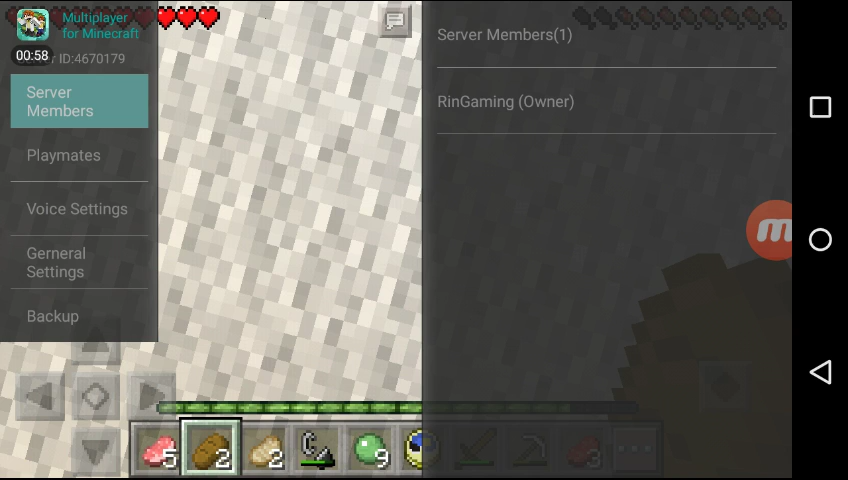 Multiplayer
for Minecraft
00:58
ID:4670179
Server
Members
Playmates
Voice Settings
Gerneral
Settings
Backup
Server Members(1)
RinGaming (Owner)
5
2
2
9
3